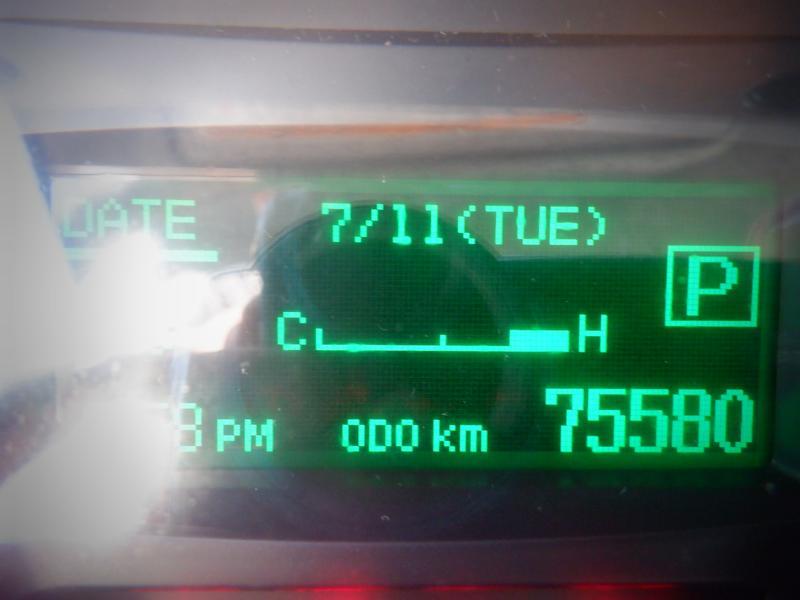 DATE 7/11(TUE)
P
C H
PM ODO km 75580